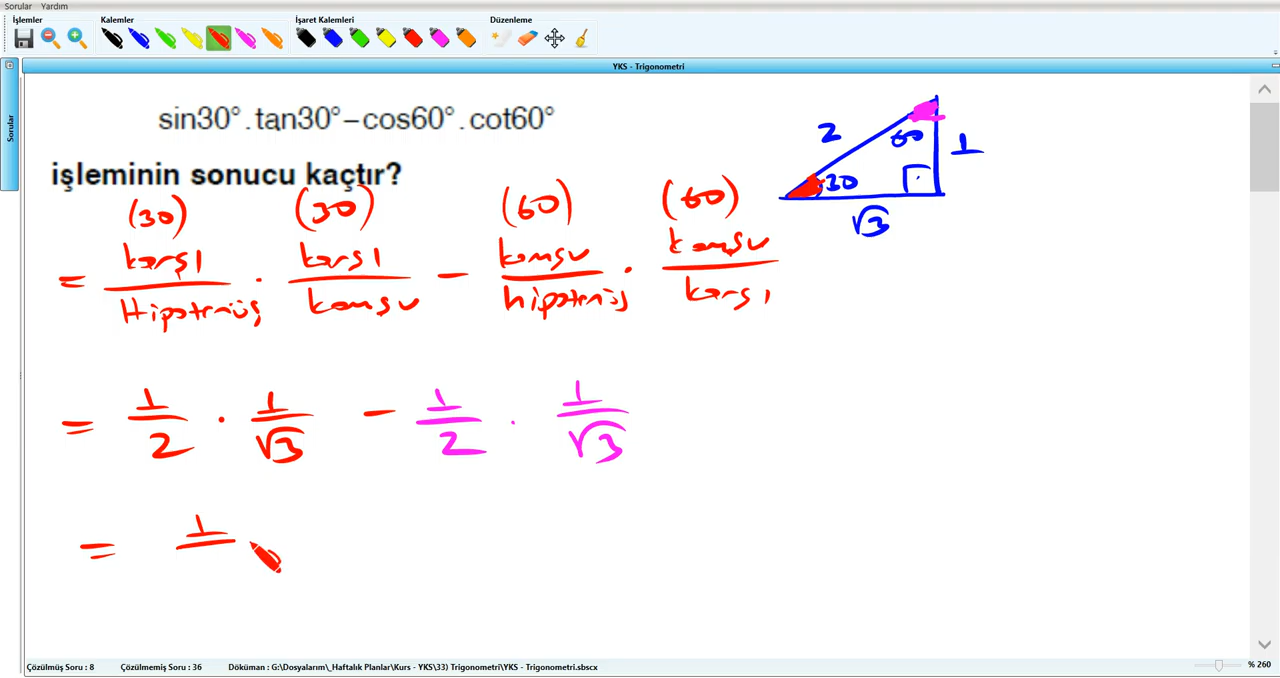 Sorular Yardım
İşlemler Kalemler İşaret Kalemleri Düzenleme
YKS - Trigonometri
Sorular
sin30°.tan30°-cos60°.cot60°
işleminin sonucu kaçtır?
2 60 1
30
√3
(30) (30) (60) (60)
= karşı/Hipotenüs . karşı/komşu - komşu/hipotenüs . komşu/karşı
= 1/2 . 1/√3 - 1/2 . 1/√3
= 1
Çözülmüş Soru : 8 Çözülmemiş Soru : 36 Döküman : G:\Dosyalarım\_Haftalık Planlar\Kurs - YKS\33) Trigonometri\YKS - Trigonometri.sbscx % 260